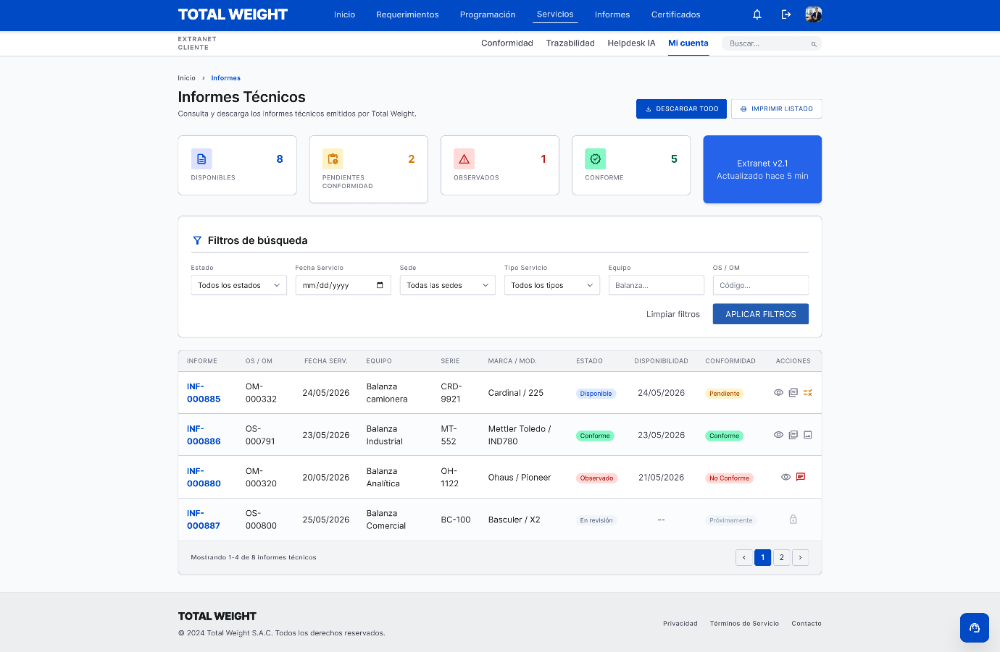 TOTAL WEIGHT
Inicio
Requerimientos
Programación
Servicios
Informes
Certificados
EXTRANET
CLIENTE
Conformidad
Trazabilidad
Helpdesk IA
Mi cuenta
Buscar...
Inicio › Informes
Informes Técnicos
Consulta y descarga los informes técnicos emitidos por Total Weight.
DESCARGAR TODO
IMPRIMIR LISTADO
8
DISPONIBLES
2
PENDIENTES
CONFORMIDAD
1
OBSERVADOS
5
CONFORME
Extranet v2.1
Actualizado hace 5 min
Filtros de búsqueda
Estado
Fecha Servicio
Sede
Tipo Servicio
Equipo
OS / OM
Todos los estados
mm/dd/yyyy
Todas las sedes
Todos los tipos
Balanza...
Código...
Limpiar filtros
APLICAR FILTROS
INFORME
OS / OM
FECHA SERV.
EQUIPO
SERIE
MARCA / MOD.
ESTADO
DISPONIBILIDAD
CONFORMIDAD
ACCIONES
INF-
000885
OM-
000332
24/05/2026
Balanza
camionera
CRD-
9921
Cardinal / 225
Disponible
24/05/2026
Pendiente
INF-
000886
OS-
000791
23/05/2026
Balanza
Industrial
MT-
552
Mettler Toledo /
IND780
Conforme
23/05/2026
Conforme
INF-
000880
OM-
000320
20/05/2026
Balanza
Analítica
OH-
1122
Ohaus / Pioneer
Observado
21/05/2026
No Conforme
INF-
000887
OS-
000800
25/05/2026
Balanza
Comercial
BC-100
Basculer / X2
En revisión
--
Próximamente
Mostrando 1-4 de 8 informes técnicos
‹ 1 2 ›
TOTAL WEIGHT
© 2024 Total Weight S.A.C. Todos los derechos reservados.
Privacidad
Términos de Servicio
Contacto